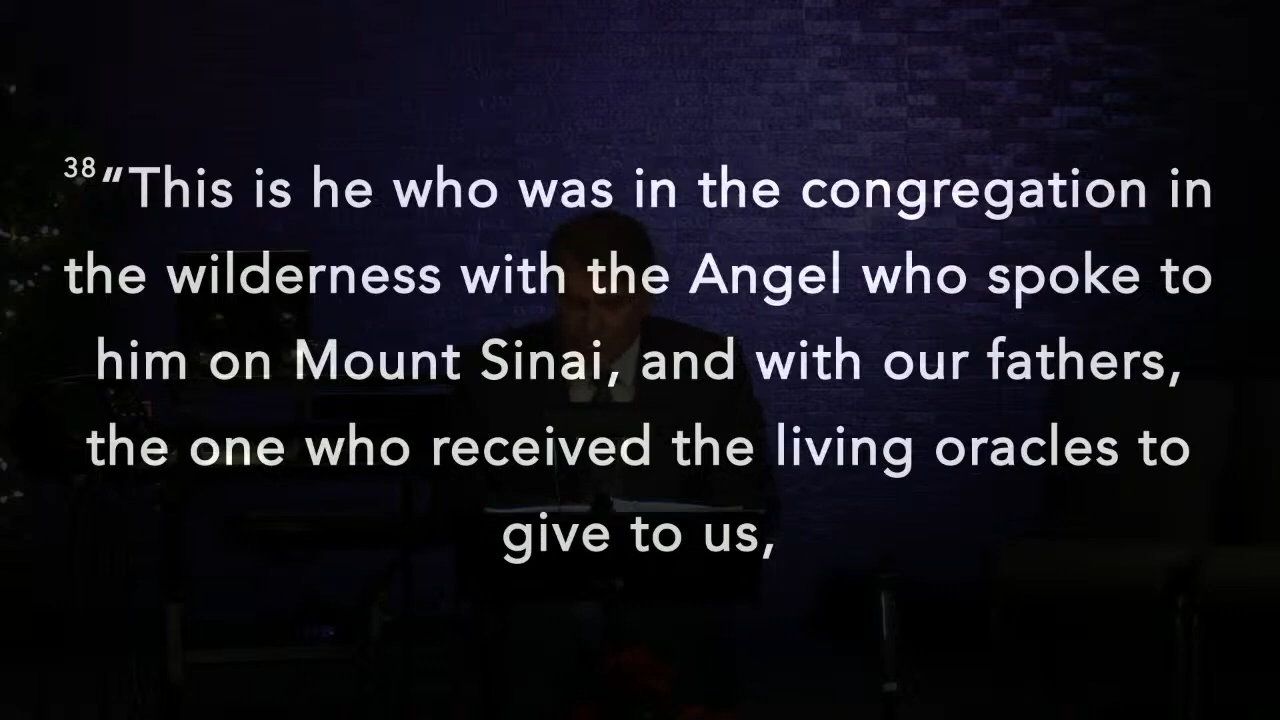 38“This is he who was in the congregation in
the wilderness with the Angel who spoke to
him on Mount Sinai, and with our fathers,
the one who received the living oracles to
give to us,